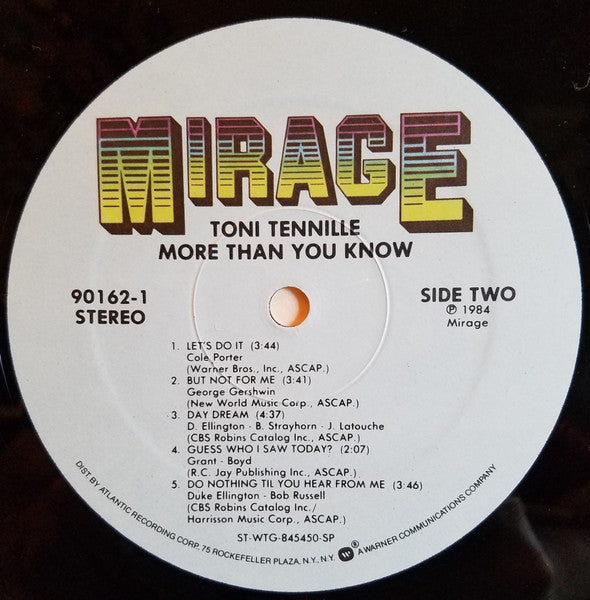 MIRAGE
TONI TENNILLE
MORE THAN YOU KNOW
90162-1
STEREO
SIDE TWO
℗ 1984
Mirage
1. LET'S DO IT (3:44)
Cole Porter
(Warner Bros., Inc., ASCAP.)
2. BUT NOT FOR ME (3:41)
George Gershwin
(New World Music Corp., ASCAP.)
3. DAY DREAM (4:37)
D. Ellington - B. Strayhorn - J. Latouche
(CBS Robins Catalog Inc., ASCAP.)
4. GUESS WHO I SAW TODAY? (2:07)
Grant - Boyd
(R.C. Jay Publishing Inc., ASCAP.)
5. DO NOTHING TIL YOU HEAR FROM ME (3:46)
Duke Ellington - Bob Russell
(CBS Robins Catalog Inc./
Harrisson Music Corp., ASCAP.)
ST-WTG-845450-SP
DIST. BY ATLANTIC RECORDING CORP., 75 ROCKEFELLER PLAZA, N.Y., N.Y. W ® A WARNER COMMUNICATIONS COMPANY